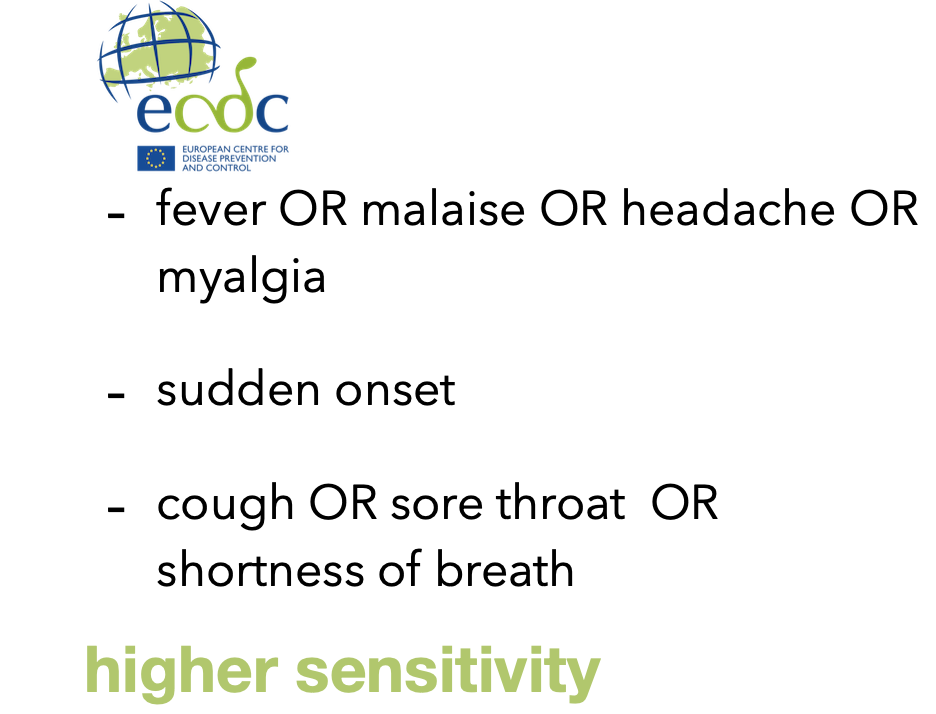 ecdc
EUROPEAN CENTRE FOR
DISEASE PREVENTION
AND CONTROL
- fever OR malaise OR headache OR
myalgia
- sudden onset
- cough OR sore throat OR
shortness of breath
higher sensitivity